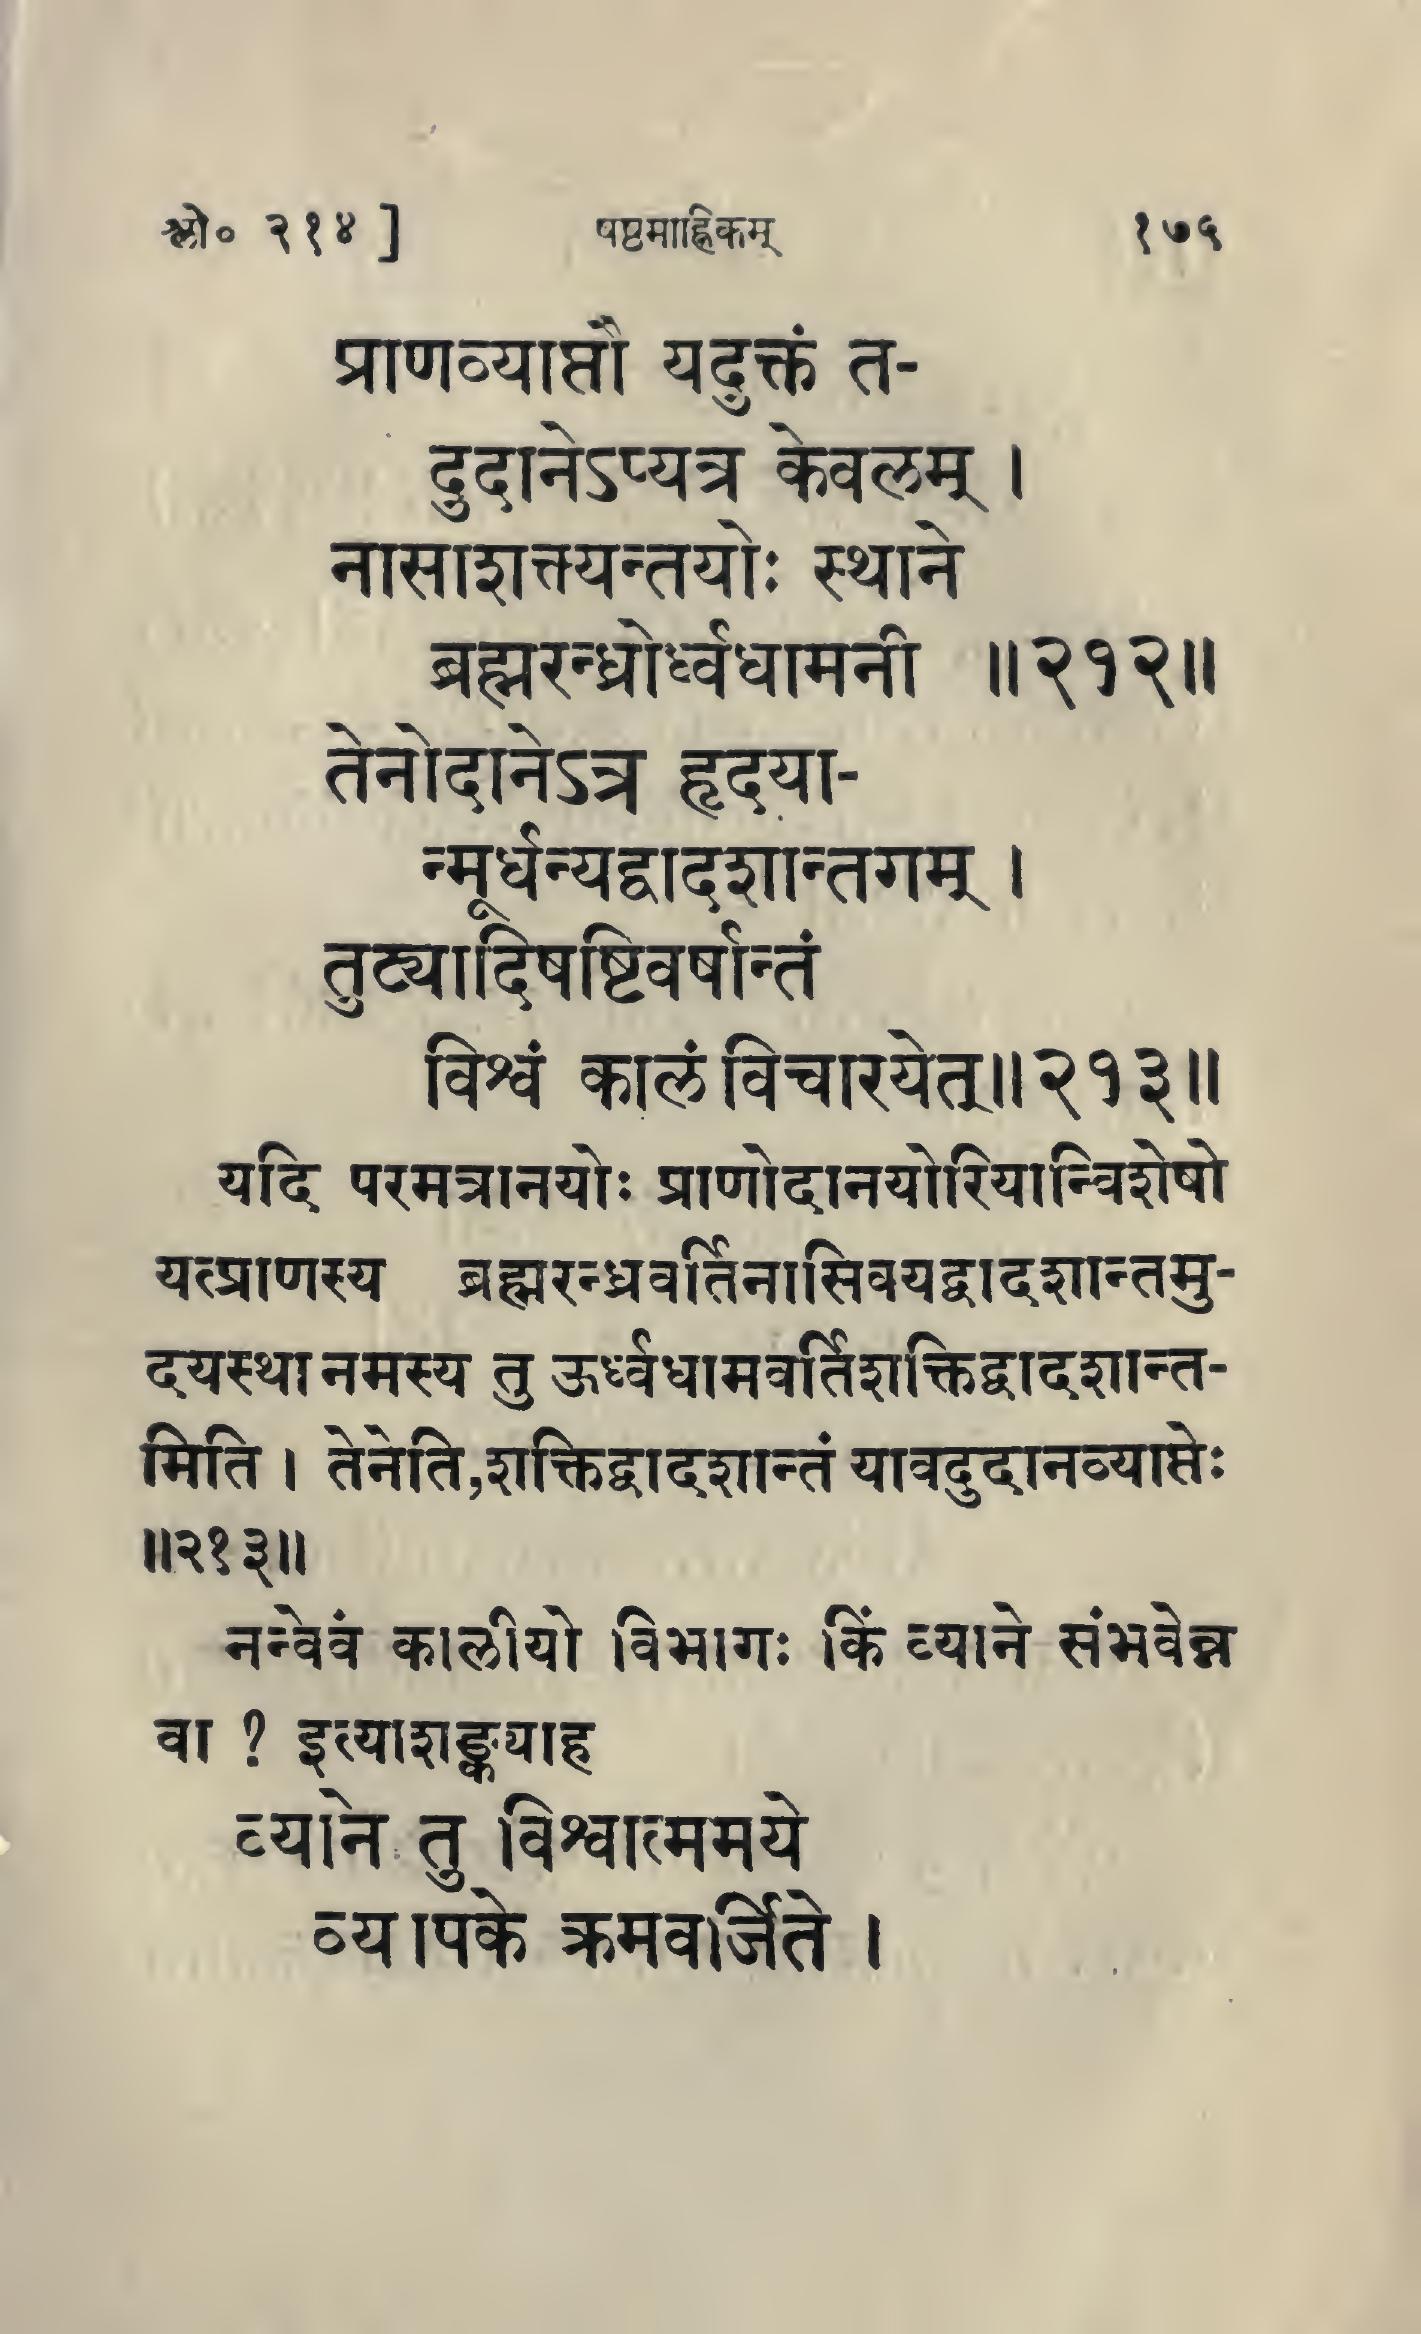 श्लो० २१४ ] षष्ठमाह्निकम् १७५
प्राणव्याप्तौ यदुक्तं त-
दुदानेऽप्यत्र केवलम् ।
नासाशक्त्यन्तयोः स्थाने
ब्रह्मरन्ध्रोर्ध्वधामनी ॥२१२॥
तेनोदानेऽत्र हृदया-
न्मूर्धन्यद्वादशान्तगम् ।
तुट्यादिषष्टिवर्षान्तं
विश्वं कालं विचारयेत्॥२१३॥
यदि परमत्रानयोः प्राणोदानयोरियान्विशेषो
यत्प्राणस्य ब्रह्मरन्ध्रवर्तिनासिक्यद्वादशान्तमु-
दयस्थानमस्य तु ऊर्ध्वधामवर्तिशक्तिद्वादशान्त-
मिति । तेनेति,शक्तिद्वादशान्तं यावदुदानव्याप्तेः
॥२१३॥
नन्वेवं कालीयो विभागः किं व्याने संभवेन्न
वा ? इत्याशङ्क्याह
व्याने तु विश्वात्ममये
व्यापके क्रमवर्जिते ।